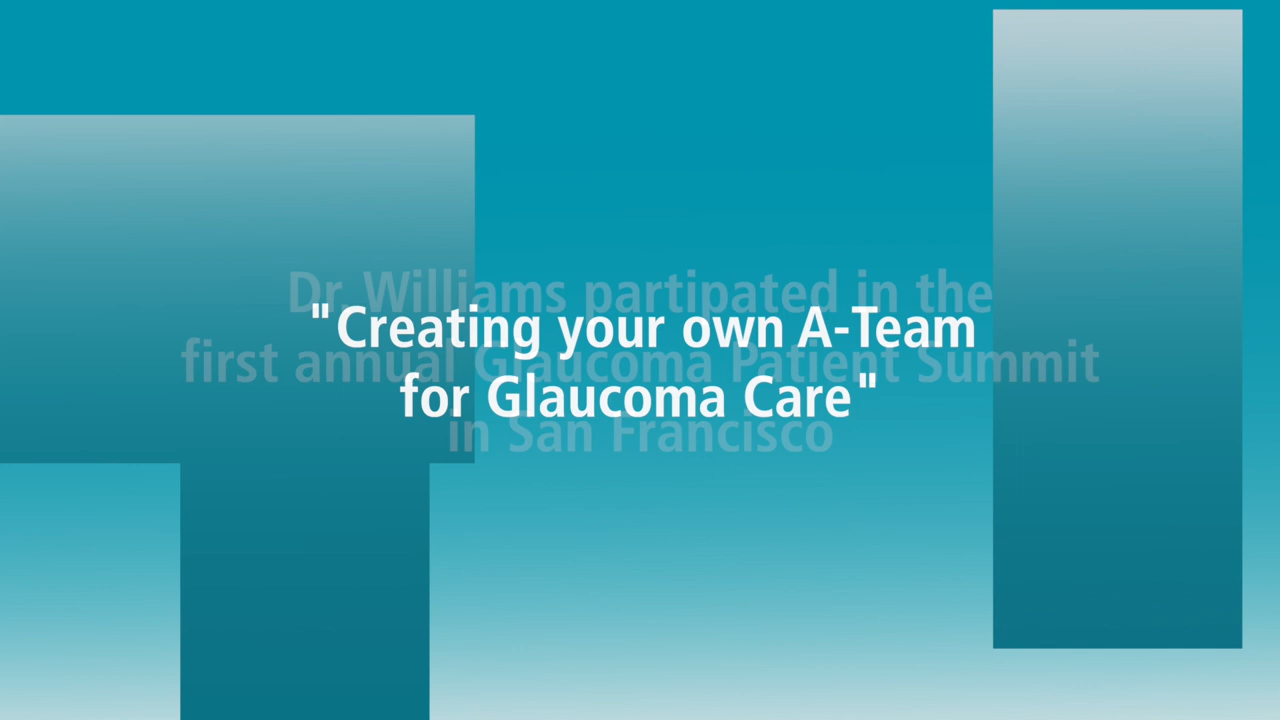 Dr. Williams partipated in the
"Creating your own A-Team
first annual Glaucoma Patient Summit
for Glaucoma Care"
in San Francisco